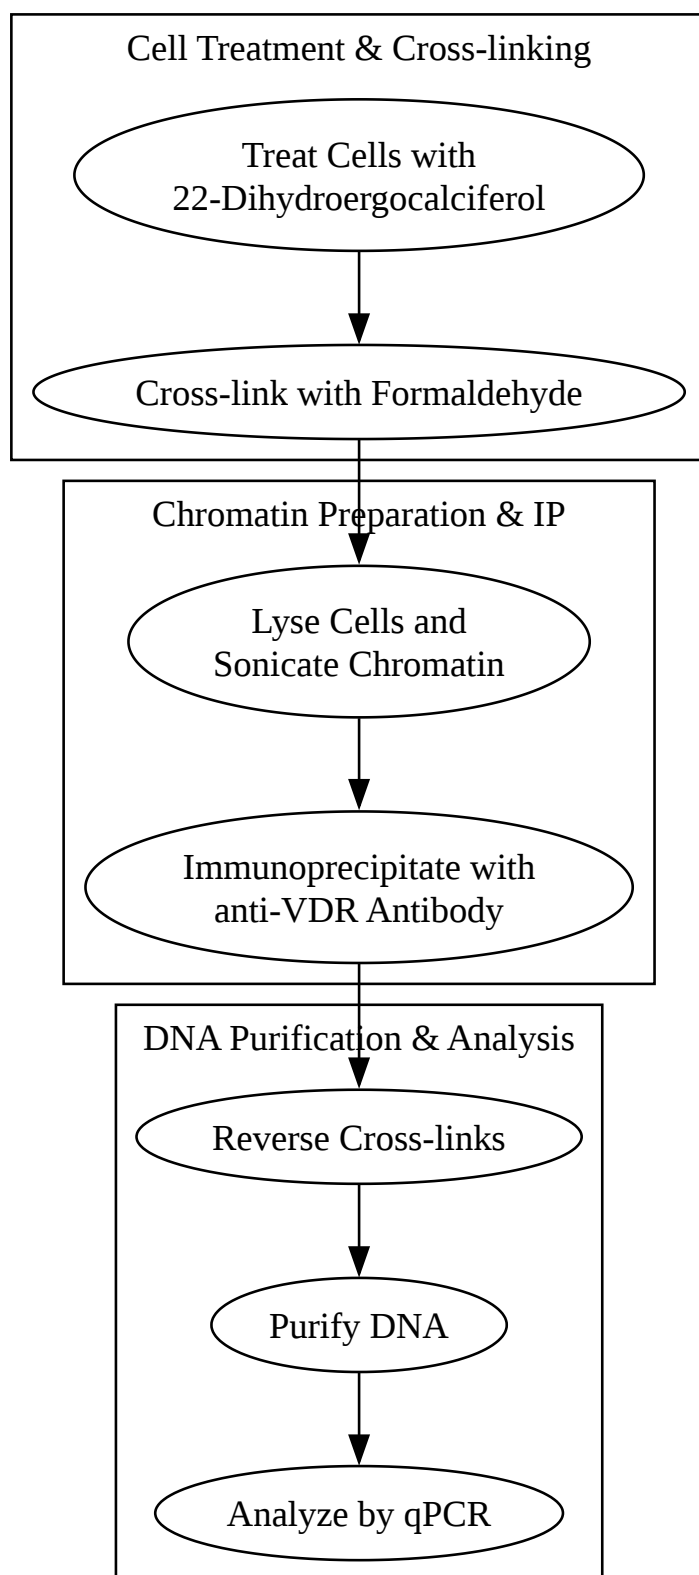 Cell Treatment & Cross-linking
Treat Cells with
22-Dihydroergocalciferol
Cross-link with Formaldehyde
Chromatin Preparation & IP
Lyse Cells and
Sonicate Chromatin
Immunoprecipitate with
anti-VDR Antibody
DNA Purification & Analysis
Reverse Cross-links
Purify DNA
Analyze by qPCR